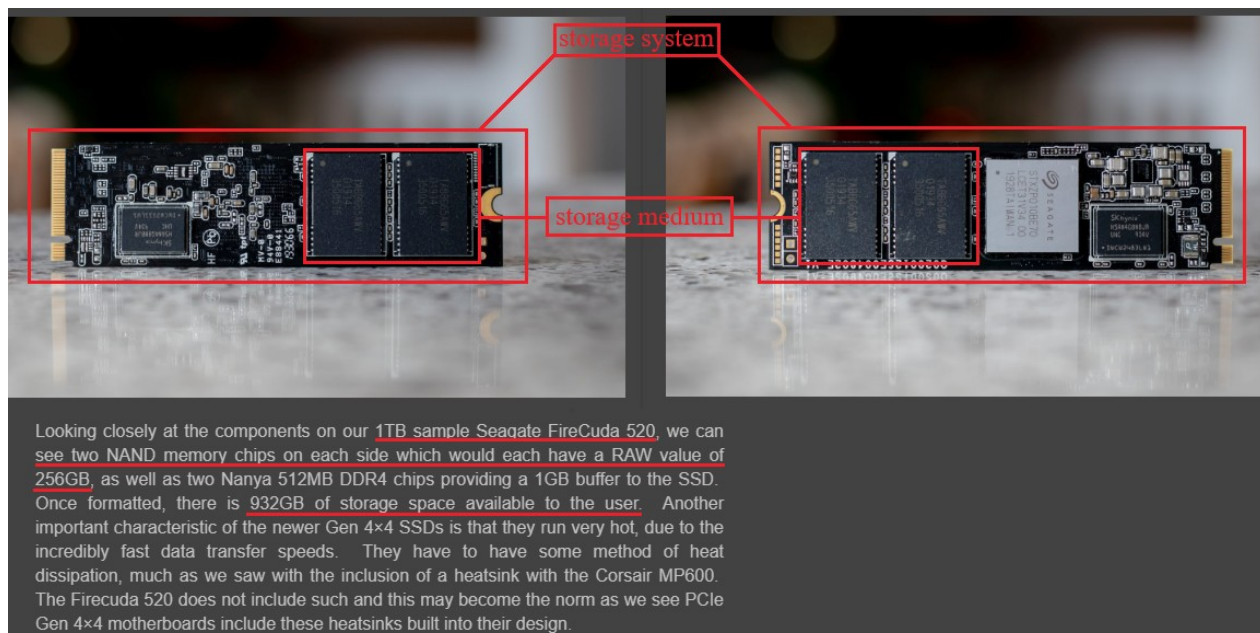 storage system
storage medium
SKhynix
SEAGATE
SKhynix
HF
94V-0
Looking closely at the components on our 1TB sample Seagate FireCuda 520, we can
see two NAND memory chips on each side which would each have a RAW value of
256GB, as well as two Nanya 512MB DDR4 chips providing a 1GB buffer to the SSD.
Once formatted, there is 932GB of storage space available to the user. Another
important characteristic of the newer Gen 4×4 SSDs is that they run very hot, due to the
incredibly fast data transfer speeds. They have to have some method of heat
dissipation, much as we saw with the inclusion of a heatsink with the Corsair MP600.
The Firecuda 520 does not include such and this may become the norm as we see PCIe
Gen 4×4 motherboards include these heatsinks built into their design.